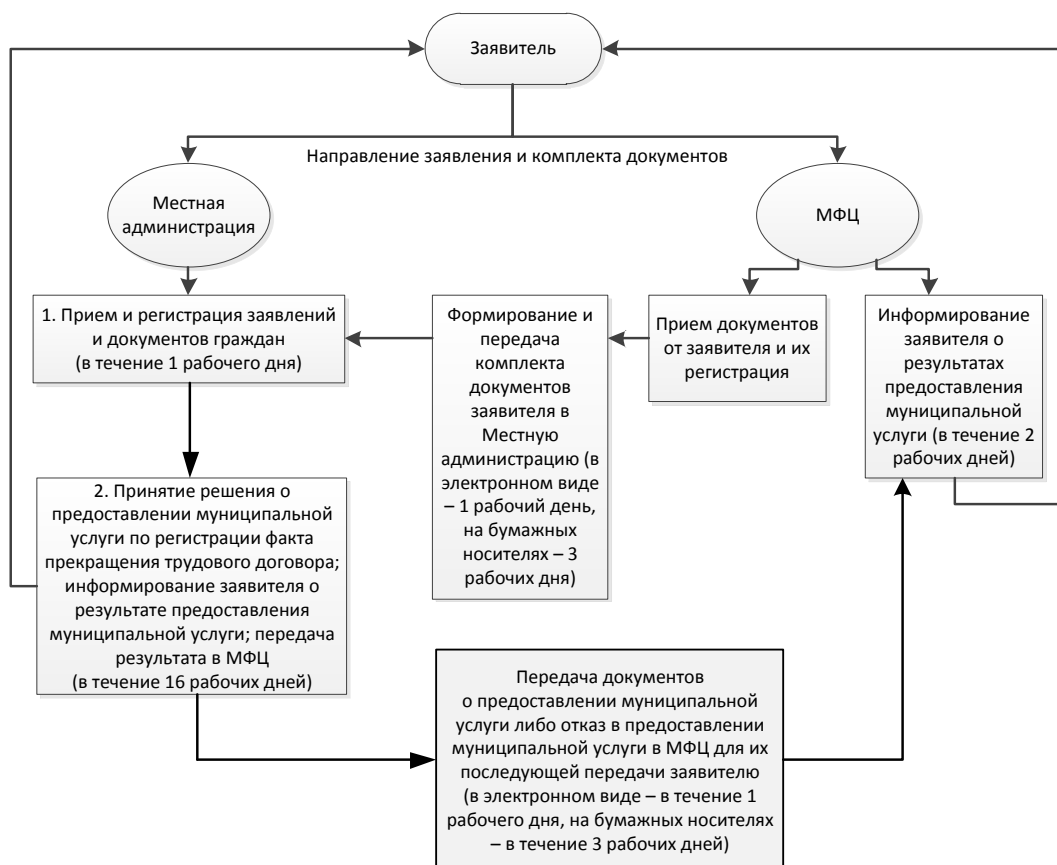 Заявитель
Направление заявления и комплекта документов
Местная
администрация
МФЦ
1. Прием и регистрация заявлений
и документов граждан
(в течение 1 рабочего дня)
Формирование и
передача
комплекта
документов
заявителя в
Местную
администрацию (в
электронном виде
– 1 рабочий день,
на бумажных
носителях – 3
рабочих дня)
Прием документов
от заявителя и их
регистрация
Информирование
заявителя о
результатах
предоставления
муниципальной
услуги (в течение 2
рабочих дней)
2. Принятие решения о
предоставлении муниципальной
услуги по регистрации факта
прекращения трудового договора;
информирование заявителя о
результате предоставления
муниципальной услуги; передача
результата в МФЦ
(в течение 16 рабочих дней)
Передача документов
о предоставлении муниципальной
услуги либо отказ в предоставлении
муниципальной услуги в МФЦ для их
последующей передачи заявителю
(в электронном виде – в течение 1
рабочего дня, на бумажных носителях
– в течение 3 рабочих дней)